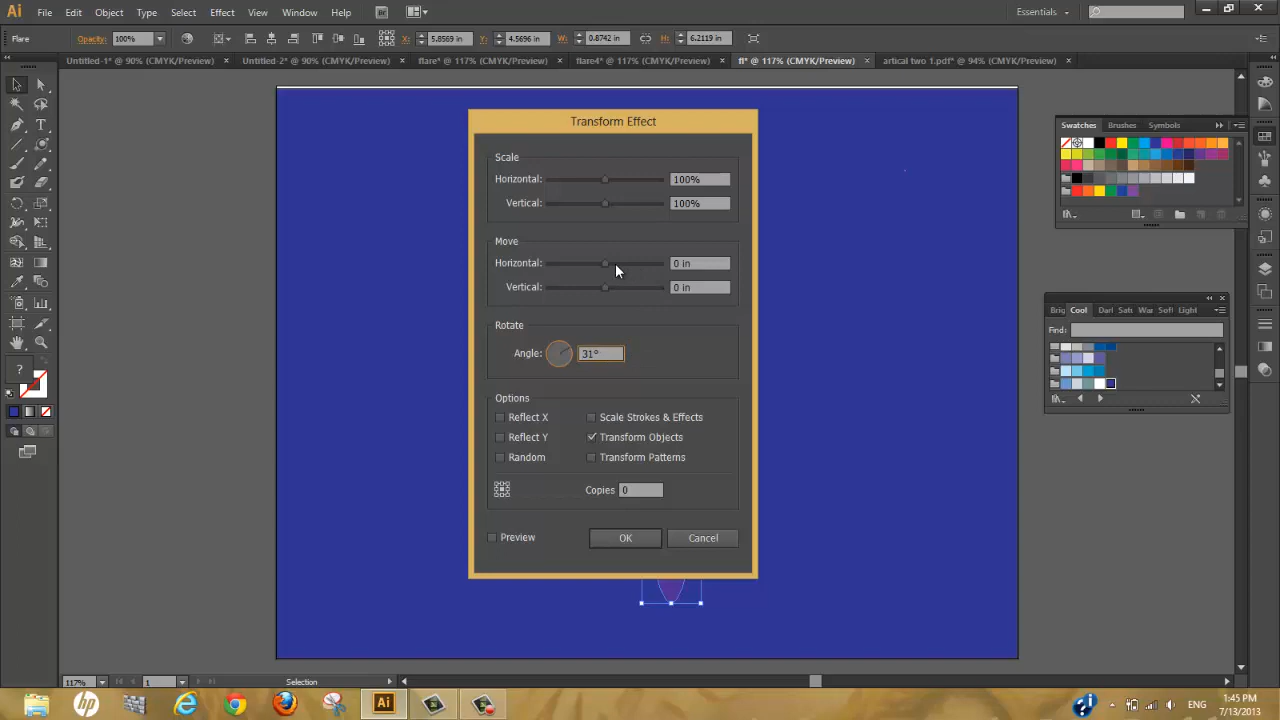 Ai File Edit Object Type Select Effect View Window Help Br Essentials
Flare Opacity: 100% X: 5.8569 in Y: 4.5696 in W: 0.8742 in H: 6.2119 in
Untitled-1* @ 90% (CMYK/Preview) × Untitled-2* @ 90% (CMYK/Preview) × flare* @ 117% (CMYK/Preview) × flare4* @ 117% (CMYK/Preview) × fl* @ 117% (CMYK/Preview) × artical two 1.pdf* @ 94% (CMYK/Preview) ×
Transform Effect
Scale
Horizontal: 100%
Vertical: 100%
Move
Horizontal: 0 in
Vertical: 0 in
Rotate
Angle: 31°
Options
Reflect X Scale Strokes & Effects
Reflect Y Transform Objects
Random Transform Patterns
Copies 0
Preview OK Cancel
Swatches Brushes Symbols
Brig Cool Light
Find:
?
117% 1 Selection
hp Ai ENG 1:45 PM
7/13/2013